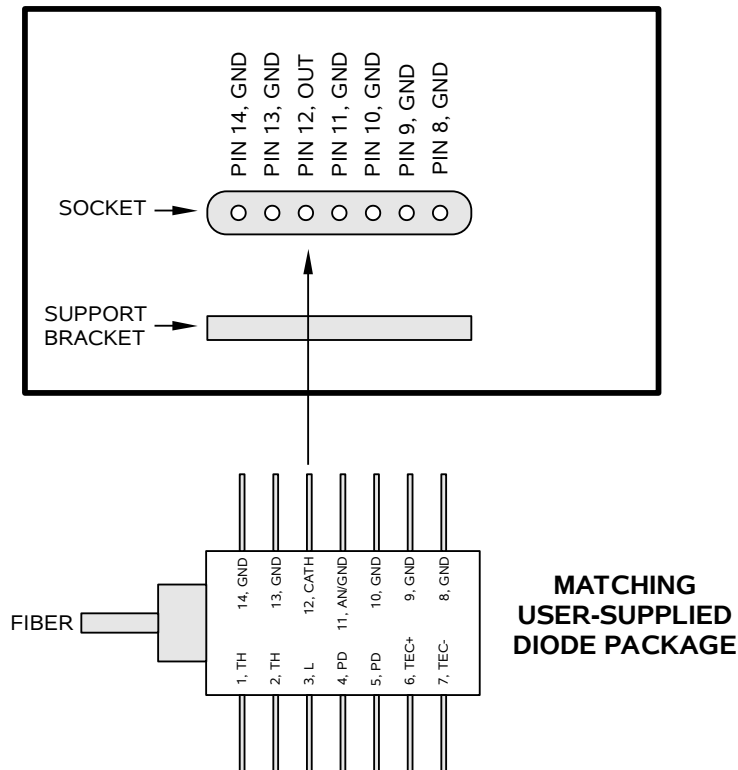 PIN 14, GND
PIN 13, GND
PIN 12, OUT
PIN 11, GND
PIN 10, GND
PIN 9, GND
PIN 8, GND
SOCKET
SUPPORT
BRACKET
14, GND
13, GND
12, CATH
11, AN/GND
10, GND
9, GND
8, GND
FIBER
1, TH
2, TH
3, L
4, PD
5, PD
6, TEC+
7, TEC-
MATCHING
USER-SUPPLIED
DIODE PACKAGE